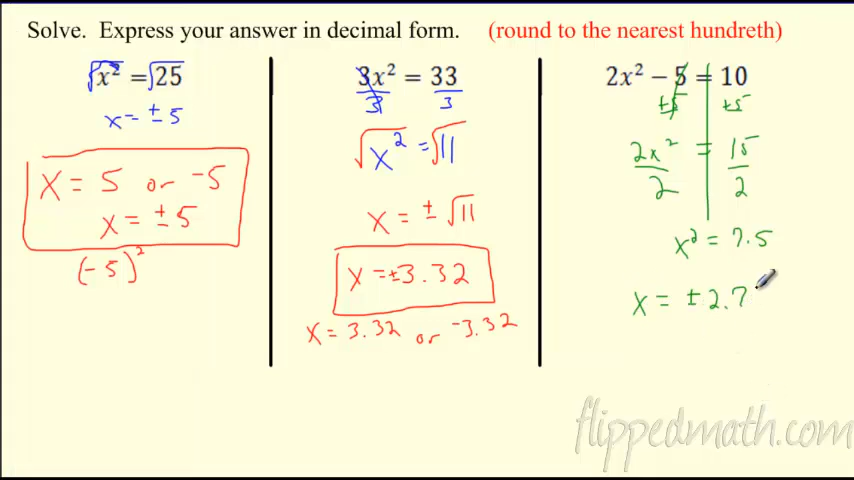 Solve. Express your answer in decimal form. (round to the nearest hundreth)
√x² = √25
x = ± 5
x = 5 or -5
x = ± 5
(-5)²
3x² = 33
3 3
√x² = √11
x = ± √11
x = ±3.32
x = 3.32 or -3.32
2x² − 5 = 10
+5 +5
2x² = 15
2 2
x² = 7.5
x = ±2.7
flippedmath.com